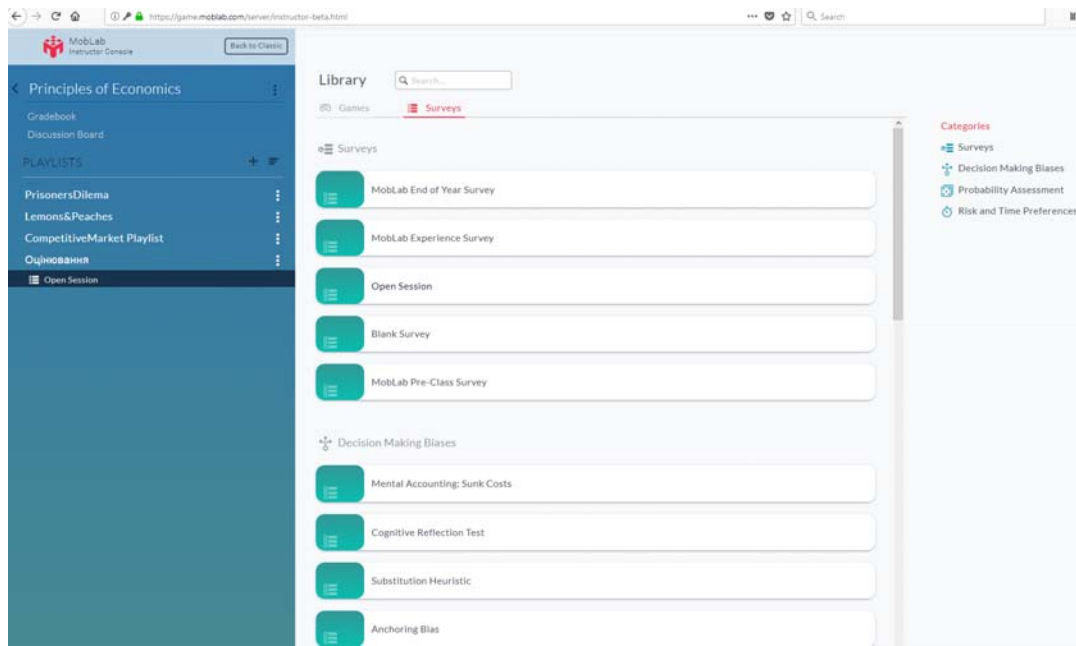 https://game.moblab.com/server/instructor-beta.html
Search
MobLab
Instructor Console
Back to Classic
Principles of Economics
Gradebook
Discussion Board
PLAYLISTS
PrisonersDilema
Lemons&Peaches
CompetitiveMarket Playlist
Оцінювання
Open Session
Library
Search...
Games
Surveys
Surveys
MobLab End of Year Survey
MobLab Experience Survey
Open Session
Blank Survey
MobLab Pre-Class Survey
Decision Making Biases
Mental Accounting: Sunk Costs
Cognitive Reflection Test
Substitution Heuristic
Anchoring Bias
Categories
Surveys
Decision Making Biases
Probability Assessment
Risk and Time Preferences